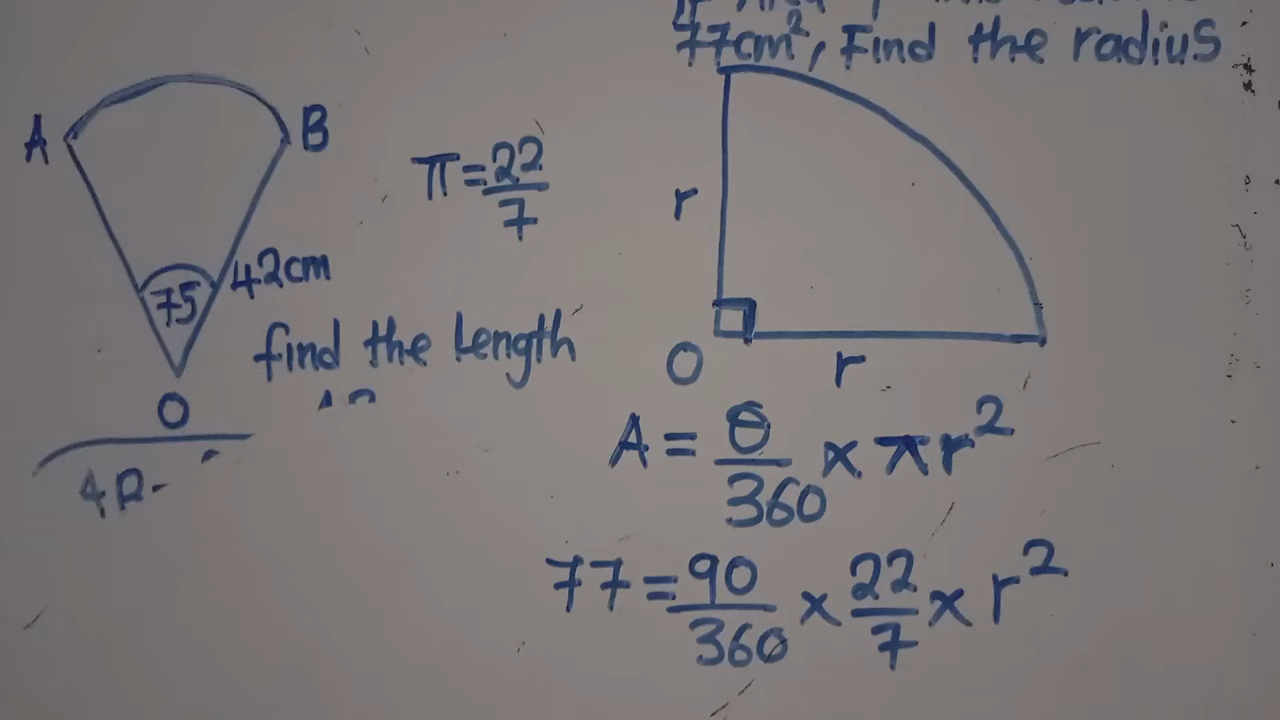 77cm², Find the radius
A
B
π=22/7
r
42cm
75
find the length
O
O
r
A = θ/360 × πr²
77 = 90/360 × 22/7 × r²